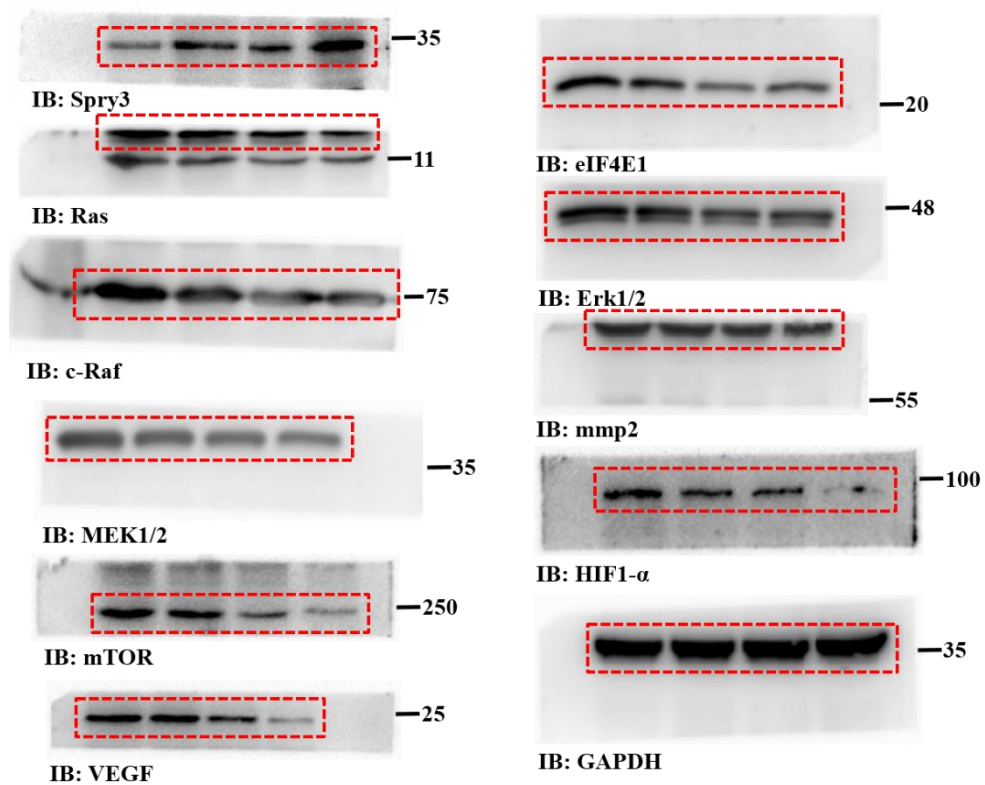 35
IB: Spry3
11
IB: Ras
75
IB: c-Raf
35
IB: MEK1/2
250
IB: mTOR
25
IB: VEGF
20
IB: eIF4E1
48
IB: Erk1/2
55
IB: mmp2
100
IB: HIF1-α
35
IB: GAPDH